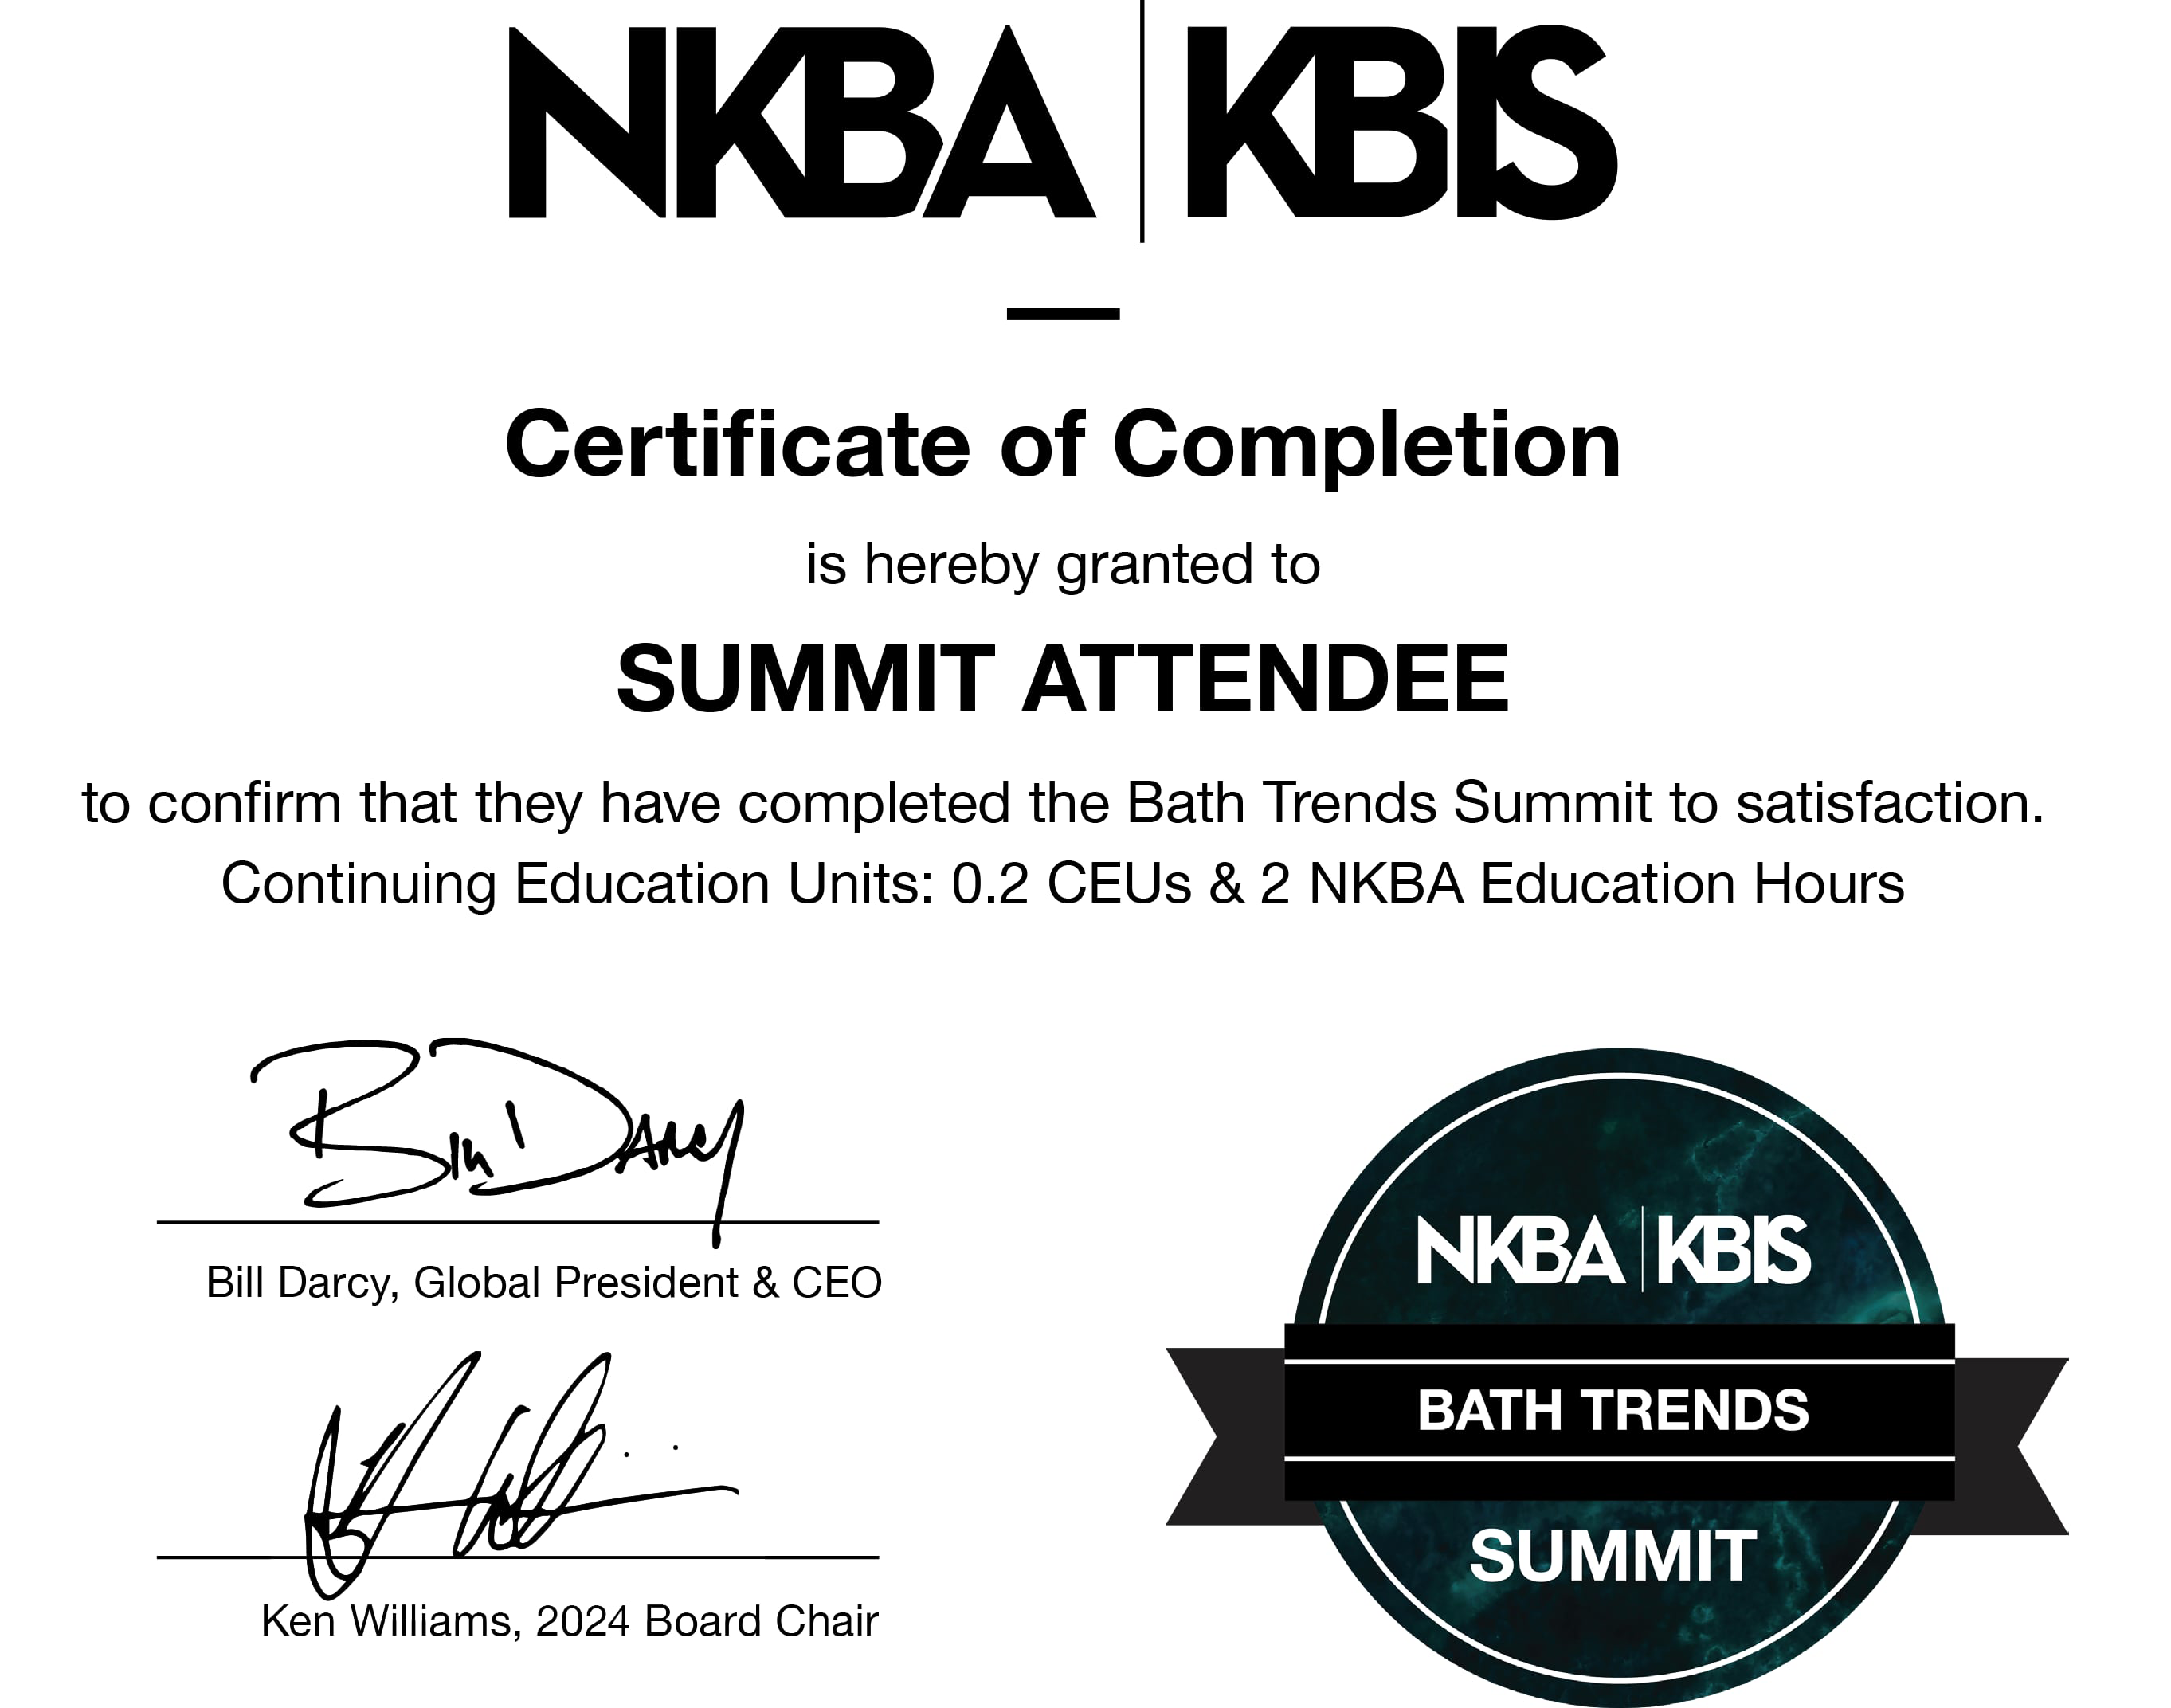 NKBA | KBIS
Certificate of Completion
is hereby granted to
SUMMIT ATTENDEE
to confirm that they have completed the Bath Trends Summit to satisfaction.
Continuing Education Units: 0.2 CEUs & 2 NKBA Education Hours
Bill Darcy
Bill Darcy, Global President & CEO
Ken Williams, 2024 Board Chair
NKBA | KBIS
BATH TRENDS
SUMMIT